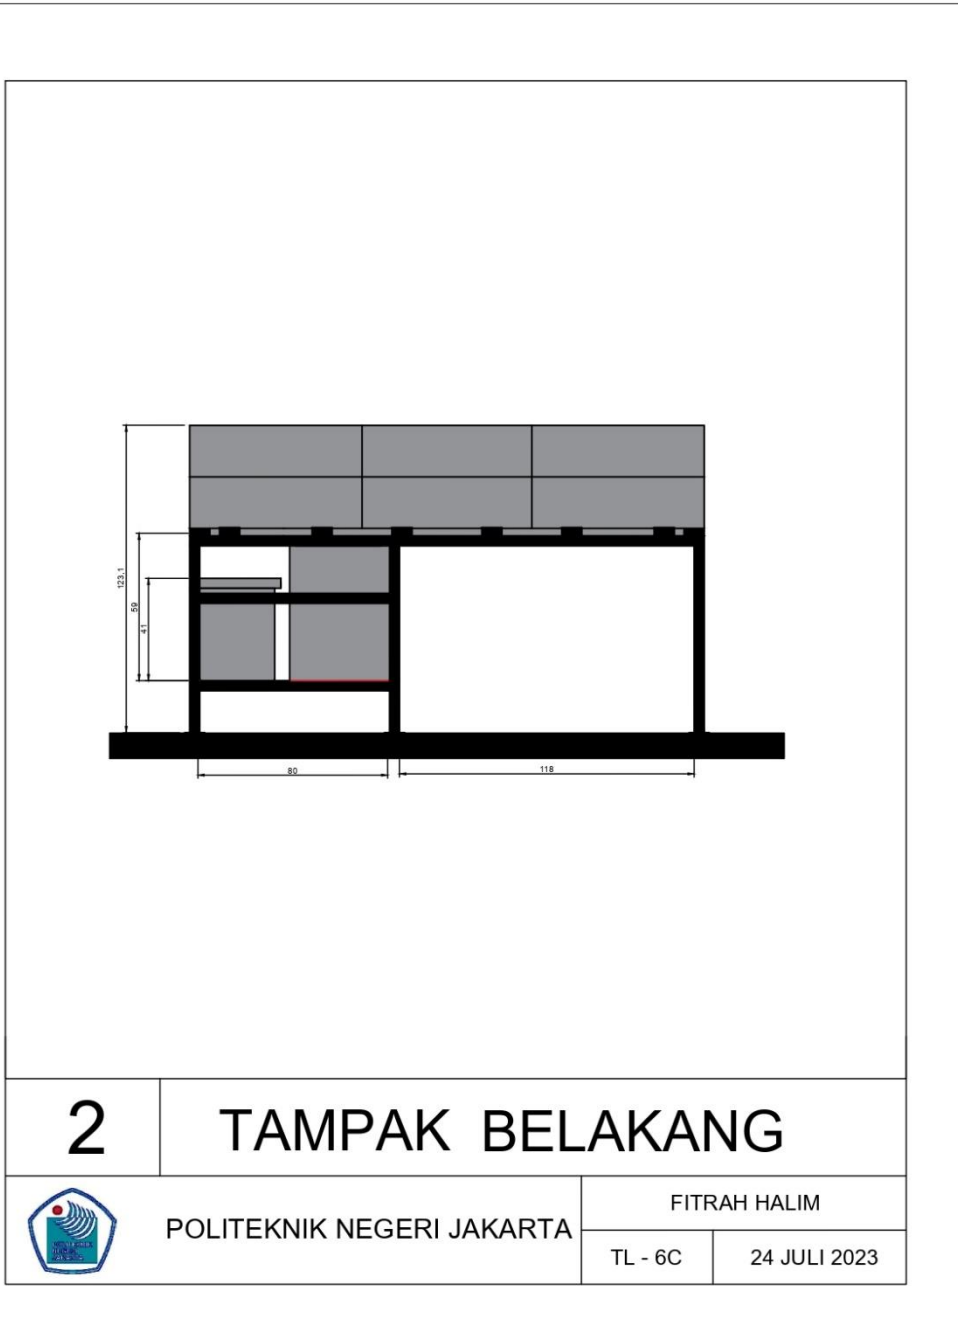 123,1
59
41
80
118
2
TAMPAK BELAKANG
POLITEKNIK NEGERI JAKARTA
FITRAH HALIM
TL - 6C
24 JULI 2023